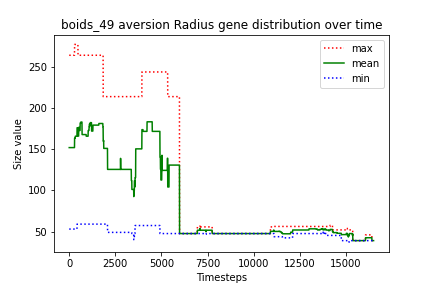 boids_49 aversion Radius gene distribution over time
max
mean
min
Size value
250
200
150
100
50
0
2500
5000
7500
10000
12500
15000
Timesteps